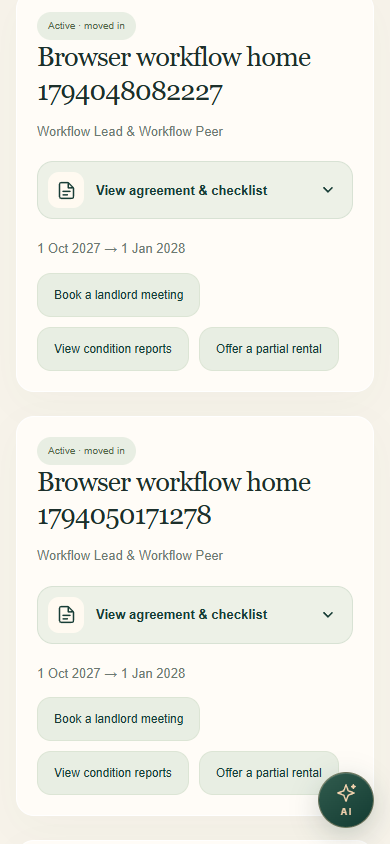 Active · moved in
Browser workflow home
1794048082227
Workflow Lead & Workflow Peer
View agreement & checklist
1 Oct 2027 → 1 Jan 2028
Book a landlord meeting
View condition reports
Offer a partial rental
Active · moved in
Browser workflow home
1794050171278
Workflow Lead & Workflow Peer
View agreement & checklist
1 Oct 2027 → 1 Jan 2028
Book a landlord meeting
View condition reports
Offer a partial rental
AI